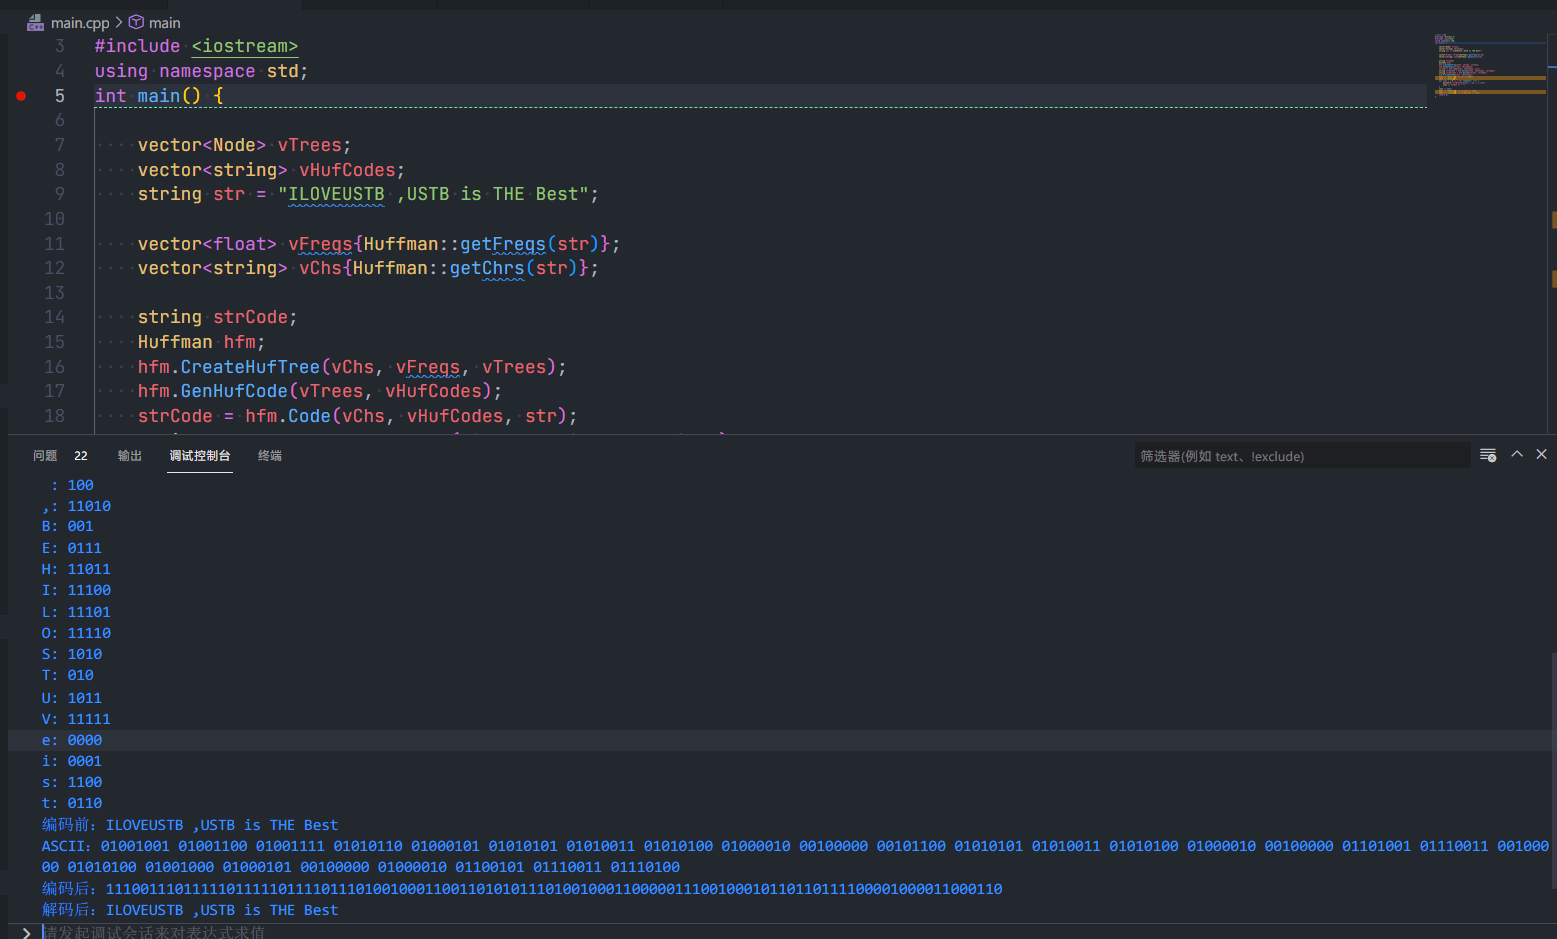 main.cpp > main
3 #include <iostream>
4 using namespace std;
5 int main() {
6
7 vector<Node> vTrees;
8 vector<string> vHufCodes;
9 string str = "ILOVEUSTB ,USTB is THE Best";
10
11 vector<float> vFreqs{Huffman::getFreqs(str)};
12 vector<string> vChs{Huffman::getChrs(str)};
13
14 string strCode;
15 Huffman hfm;
16 hfm.CreateHufTree(vChs, vFreqs, vTrees);
17 hfm.GenHufCode(vTrees, vHufCodes);
18 strCode = hfm.Code(vChs, vHufCodes, str);
问题 22 输出 调试控制台 终端 筛选器(例如 text、!exclude)
: 100
,: 11010
B: 001
E: 0111
H: 11011
I: 11100
L: 11101
O: 11110
S: 1010
T: 010
U: 1011
V: 11111
e: 0000
i: 0001
s: 1100
t: 0110
编码前: ILOVEUSTB ,USTB is THE Best
ASCII: 01001001 01001100 01001111 01010110 01000101 01010101 01010011 01010100 01000010 00100000 00101100 01010101 01010011 01010100 01000010 00100000 01101001 01110011 001000
00 01010100 01001000 01000101 00100000 01000010 01100101 01110011 01110100
编码后: 11100111011111011111011110111010010001100110101011101001000110000011100100010110110111100001000011000110
解码后: ILOVEUSTB ,USTB is THE Best
> 请发起调试会话来对表达式求值